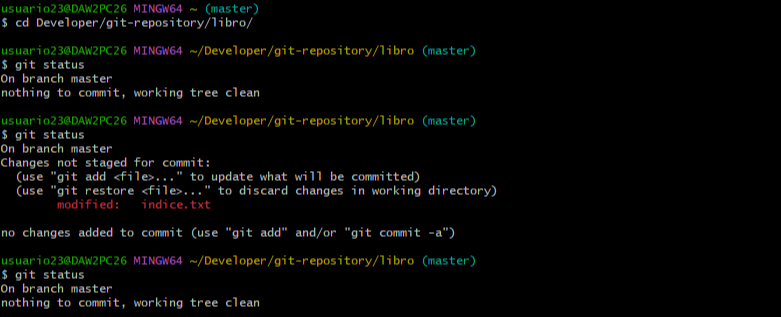 usuario23@DAW2PC26 MINGW64 ~ (master)
$ cd Developer/git-repository/libro/
usuario23@DAW2PC26 MINGW64 ~/Developer/git-repository/libro (master)
$ git status
On branch master
nothing to commit, working tree clean
usuario23@DAW2PC26 MINGW64 ~/Developer/git-repository/libro (master)
$ git status
On branch master
Changes not staged for commit:
  (use "git add <file>..." to update what will be committed)
  (use "git restore <file>..." to discard changes in working directory)
        modified:   indice.txt
no changes added to commit (use "git add" and/or "git commit -a")
usuario23@DAW2PC26 MINGW64 ~/Developer/git-repository/libro (master)
$ git status
On branch master
nothing to commit, working tree clean